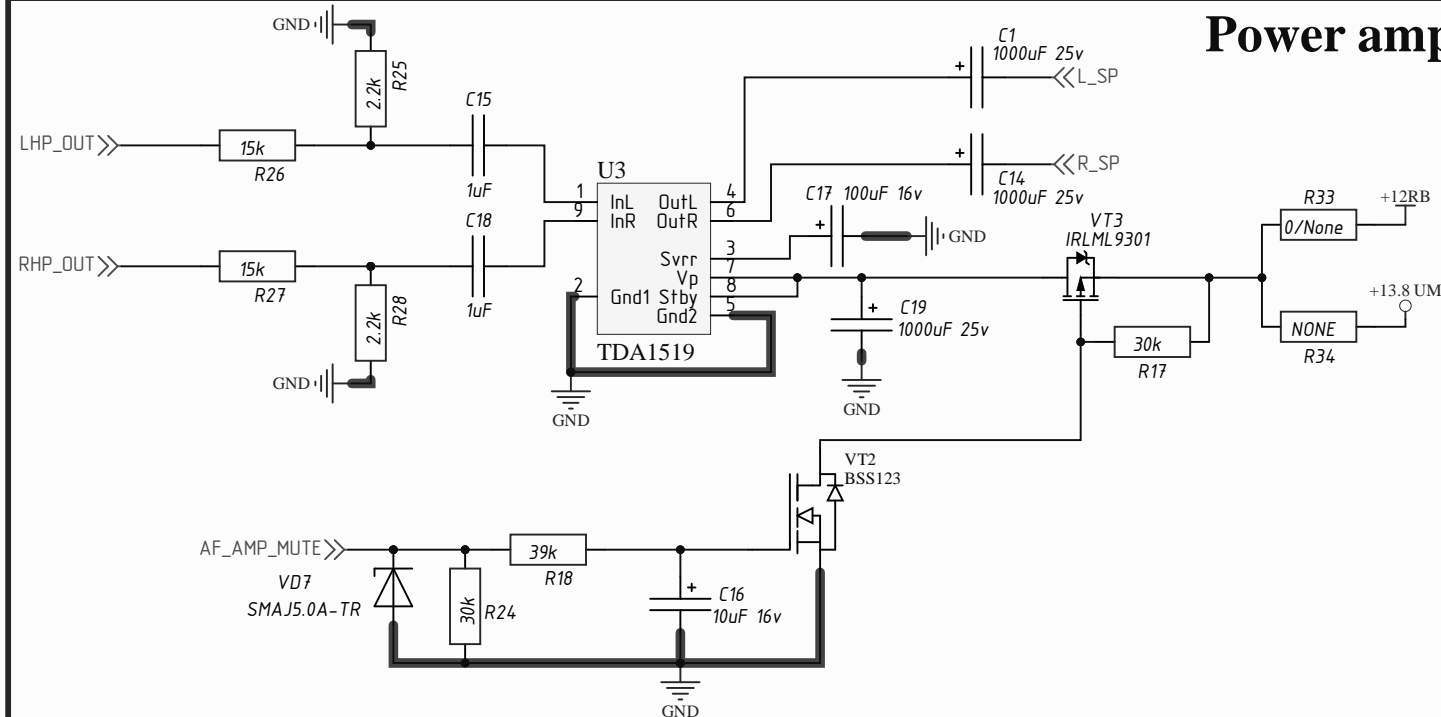 Power amp
GND
2.2k
R25
LHP_OUT
15k
R26
C15
1uF
RHP_OUT
15k
R27
C18
1uF
2.2k
R28
GND
U3
1
InL
9
InR
2
Gnd1
OutL
4
OutR
6
Svrr
3
Vp
7
Stby
8
Gnd2
5
TDA1519
GND
C1
1000uF 25v
+
L_SP
+
R_SP
C14
1000uF 25v
C17 100uF 16v
+
GND
+
C19
1000uF 25v
GND
VT3
IRLML9301
30k
R17
R33
0/None
+12RB
+13.8 UM
NONE
R34
VT2
BSS123
AF_AMP_MUTE
VD7
SMAJ5.0A-TR
30k
R24
39k
R18
+
C16
10uF 16v
GND